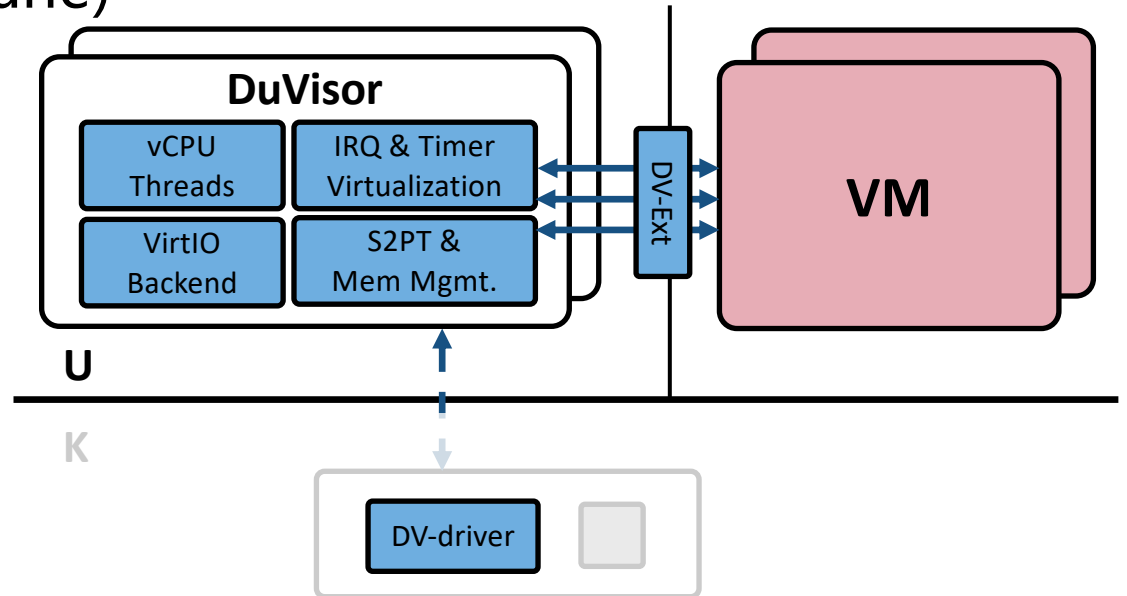 DuVisor
vCPU
Threads
IRQ & Timer
Virtualization
VirtIO
Backend
S2PT &
Mem Mgmt.
DV-Ext
VM
U
K
DV-driver